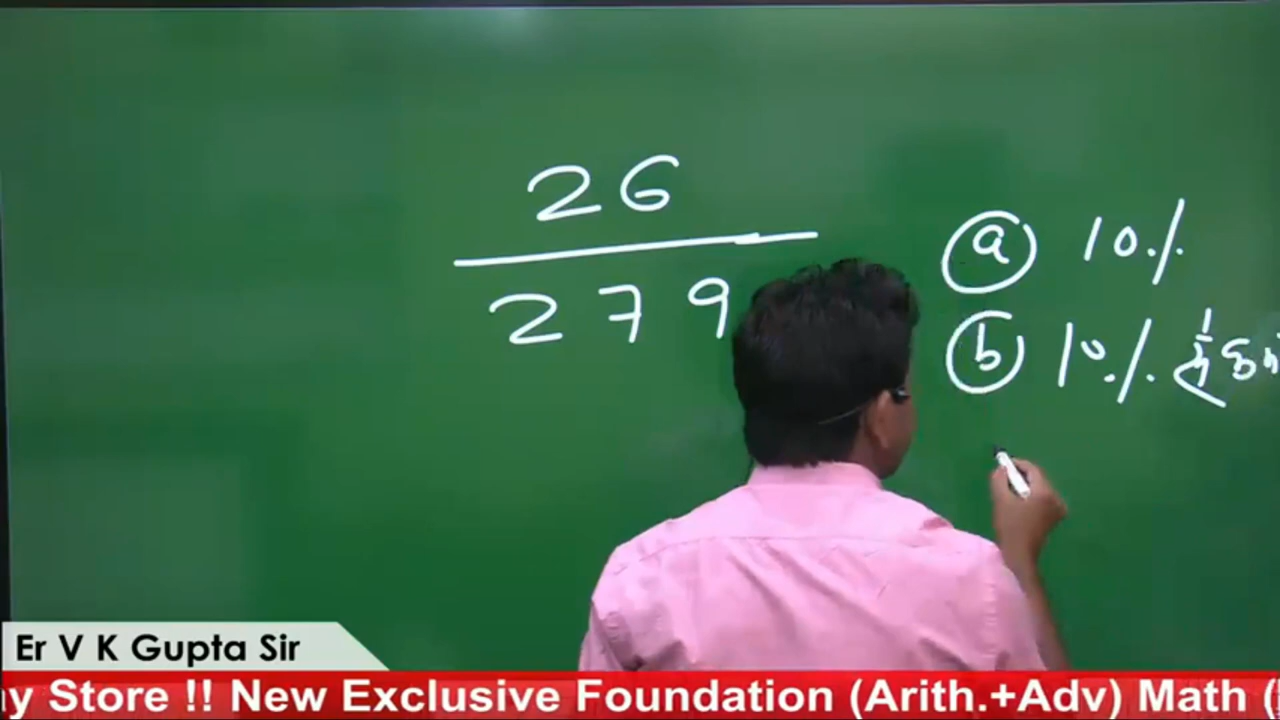 26
279
a 10%
b 10%
Er V K Gupta Sir
y Store !! New Exclusive Foundation (Arith.+Adv) Math (